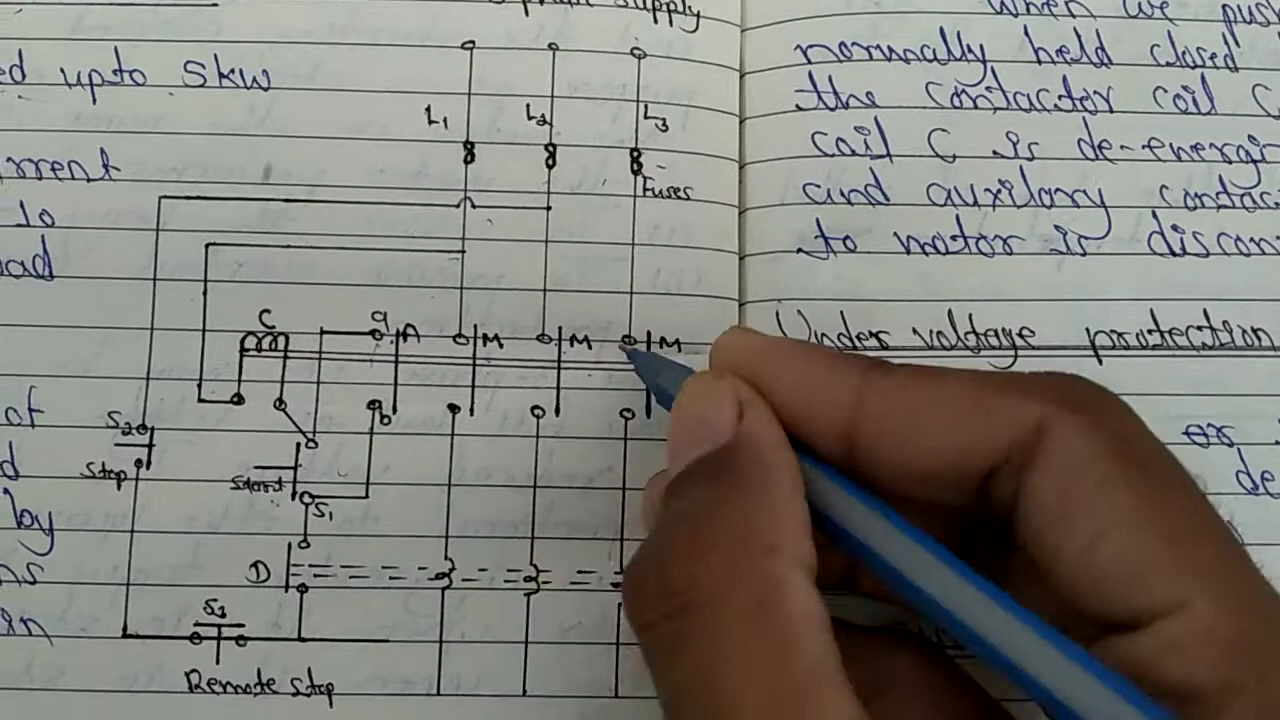 supply
ed upto 5kw
rrent
to
ad
of
d
by
L1
L2
L3
Fuses
C
a
A
M
M
M
b
S2
Stop
Start
S1
D
S3
Remote stop
When we push
normally held closed
the contactor coil C
coil C is de-energi
and auxilary contac
to motor is discon
Under voltage protection
or
de